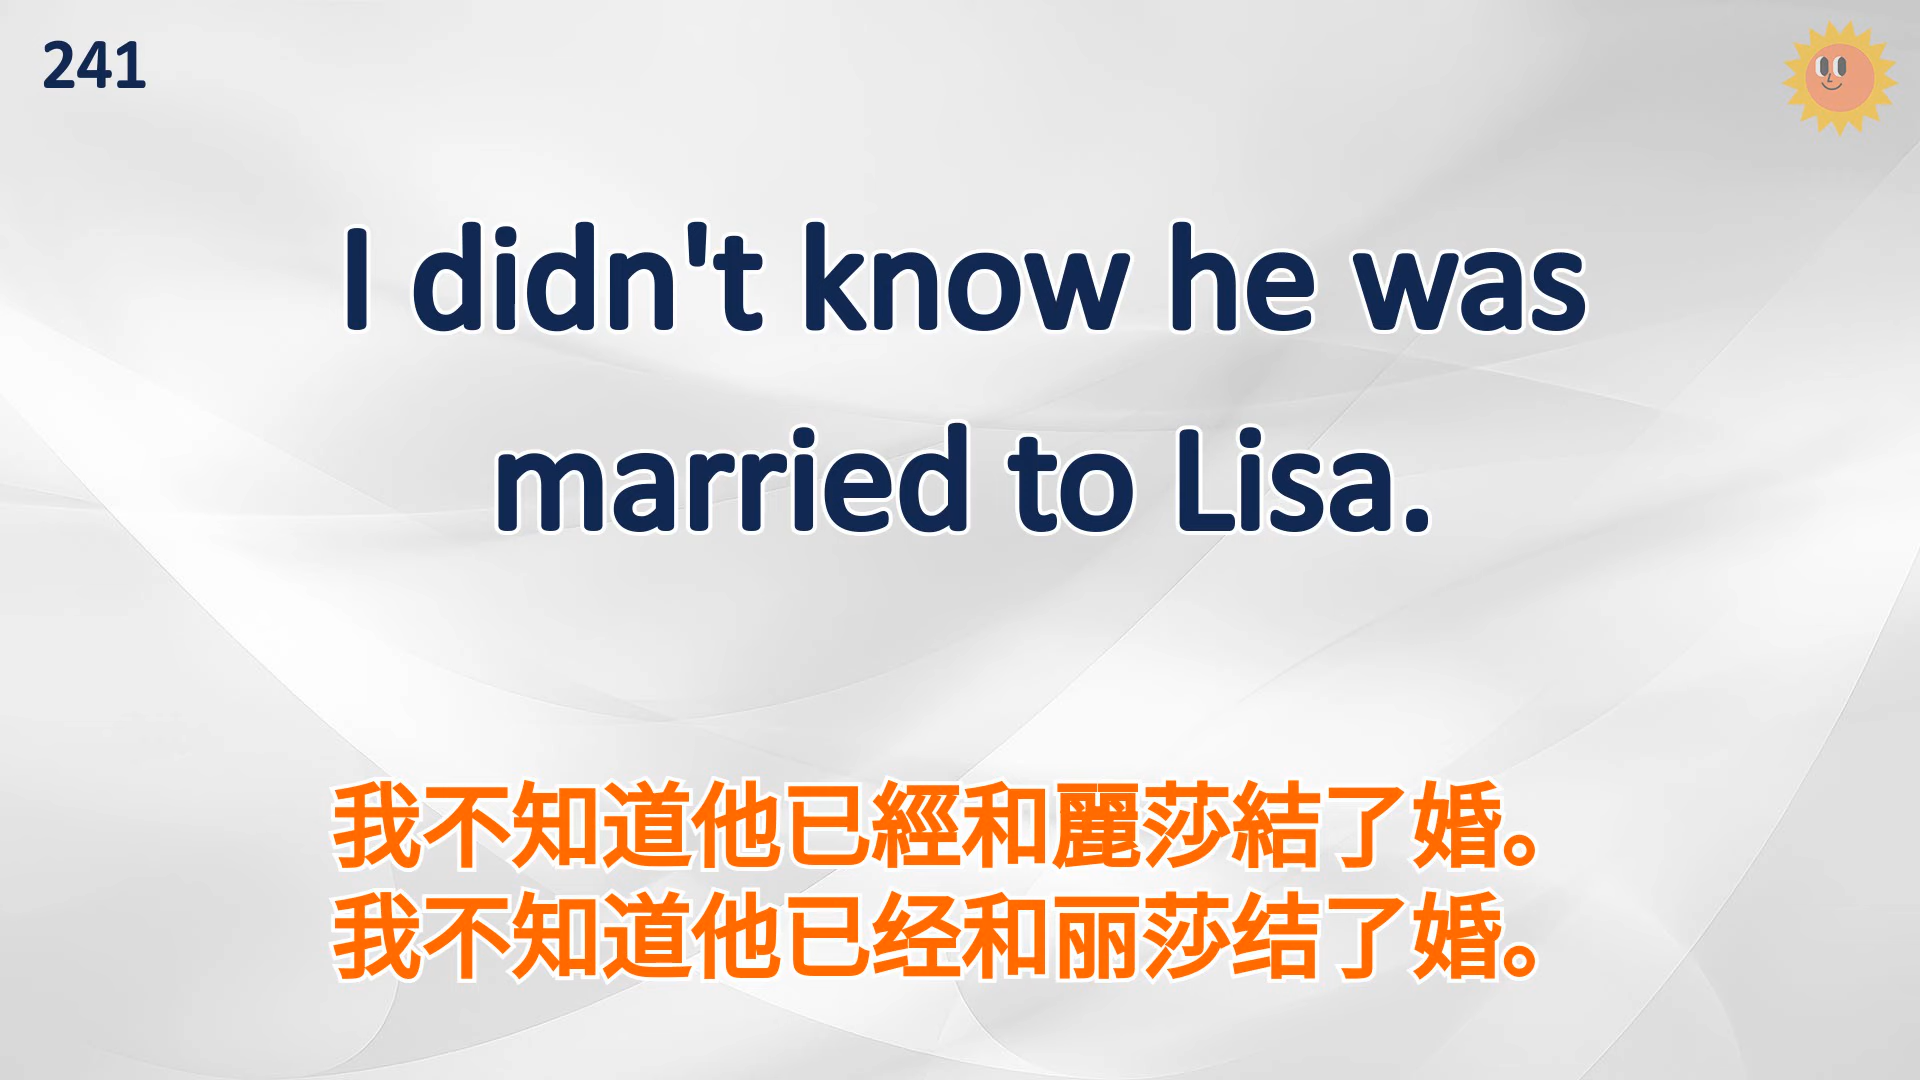 241
I didn't know he was
married to Lisa.
我不知道他已經和麗莎結了婚。
我不知道他已经和丽莎结了婚。